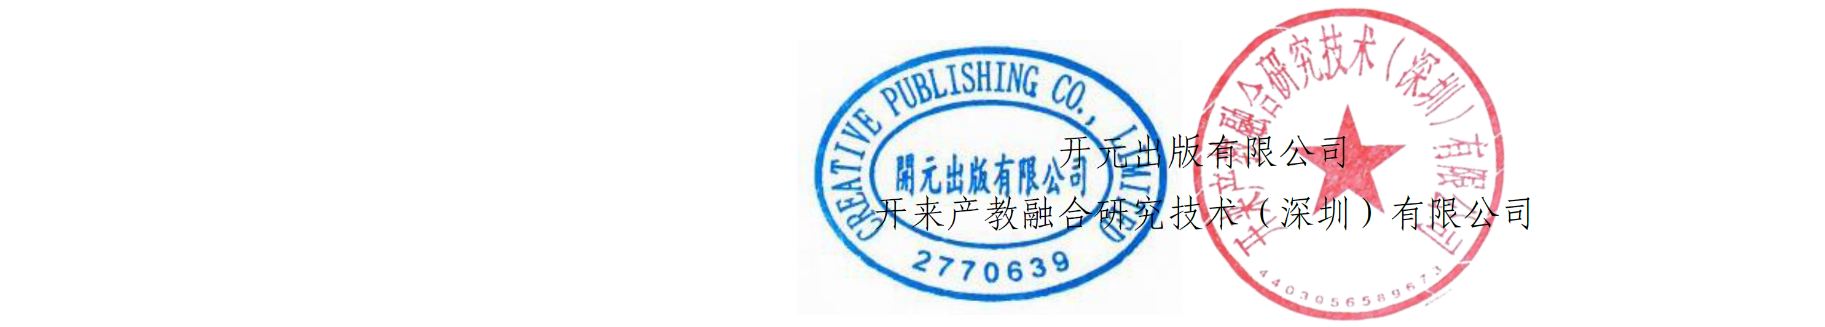 CREATIVE PUBLISHING CO., LIMITED
開元出版有限公司
2770639
开来产教融合研究技术（深圳）有限公司
4403056589673
开元出版有限公司
开来产教融合研究技术（深圳）有限公司